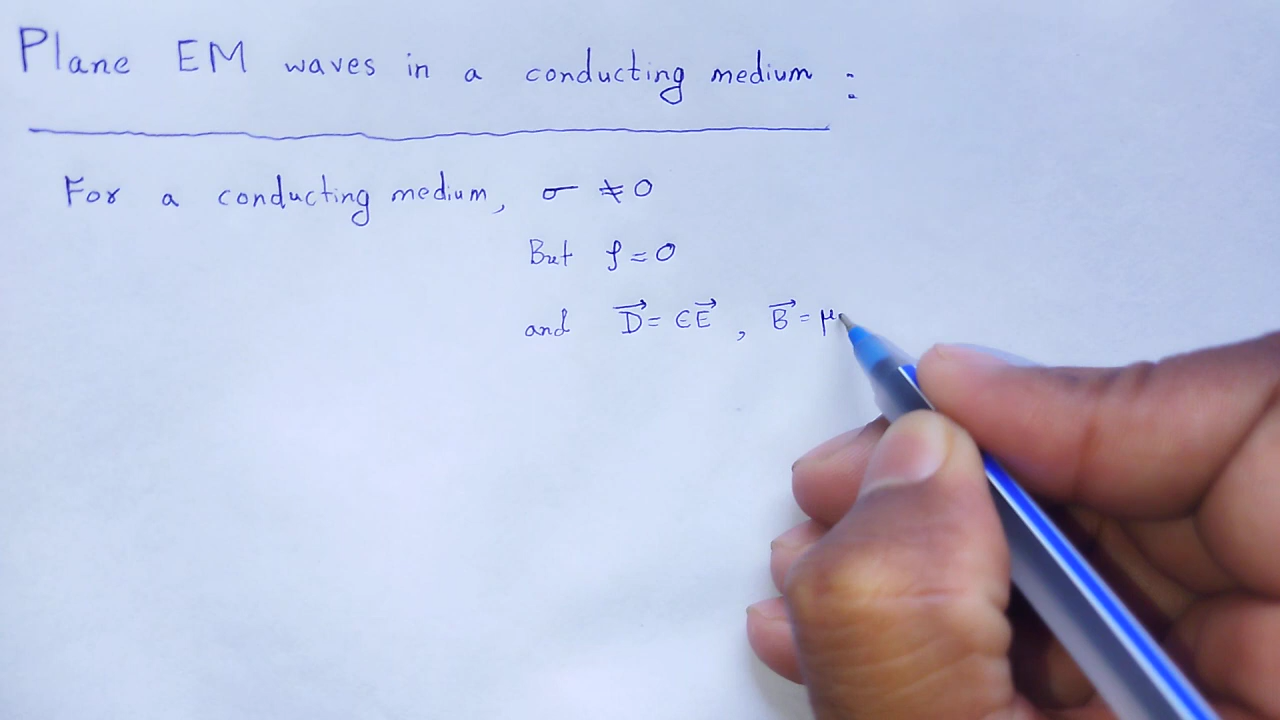 Plane EM waves in a conducting medium :
For a conducting medium, σ ≠ 0
But ρ = 0
and D⃗ = ϵE⃗ , B⃗ = μ